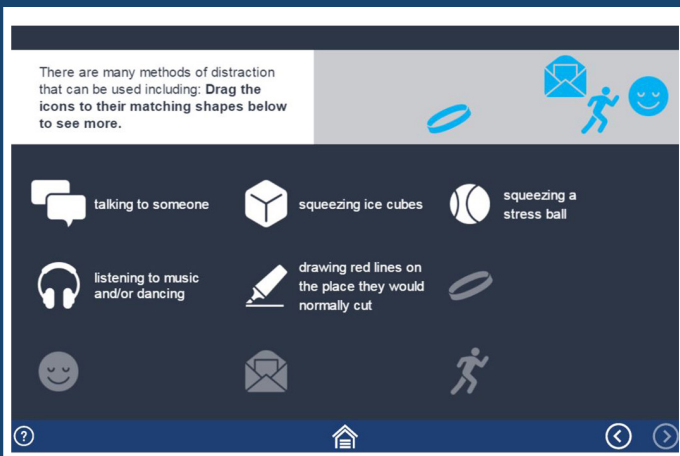 There are many methods of distraction
that can be used including: Drag the
icons to their matching shapes below
to see more.
talking to someone
squeezing ice cubes
squeezing a
stress ball
listening to music
and/or dancing
drawing red lines on
the place they would
normally cut
?